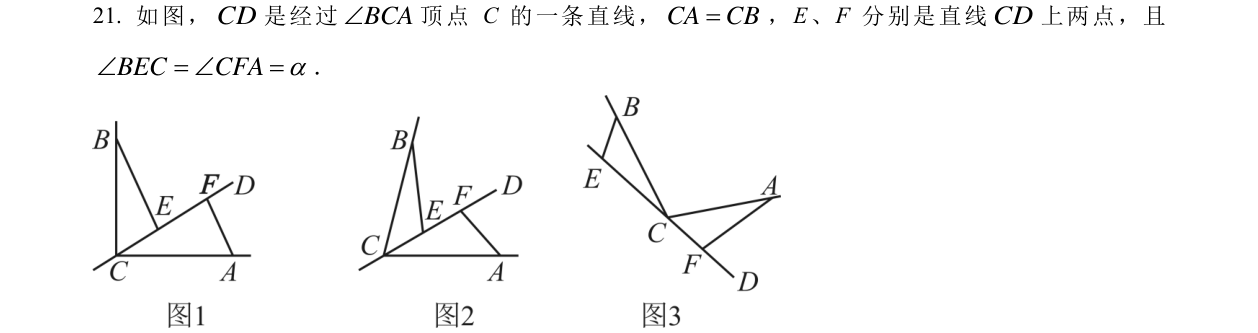 21. 如图，CD 是经过∠BCA 顶点 C 的一条直线，CA = CB，E、F 分别是直线 CD 上两点，且
∠BEC = ∠CFA = α．
B E F D C A
B E F D C A
B E C A F D
图1 图2 图3